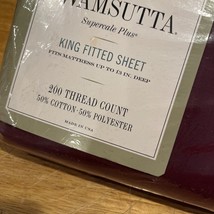 WAMSUTTA
Supercale Plus®
KING FITTED SHEET
FITS MATTRESS UP TO 15 IN. DEEP
200 THREAD COUNT
50% COTTON·50% POLYESTER
MADE IN USA